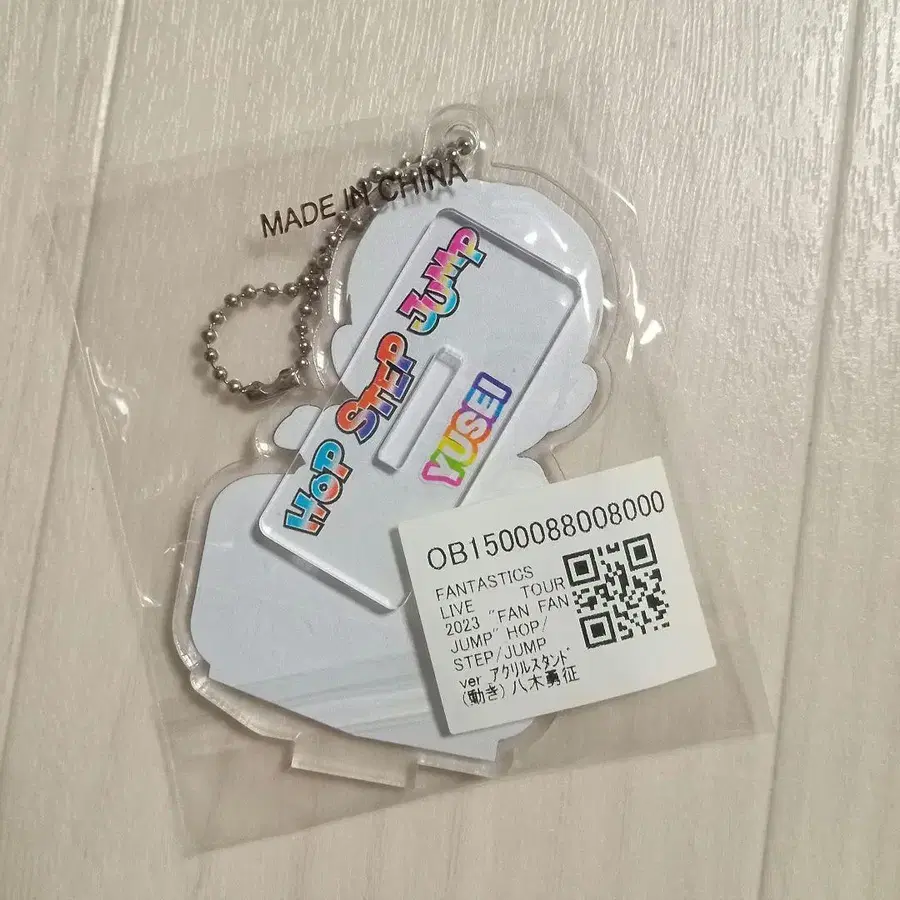 MADE IN CHINA
HOP STEP JUMP
YUSEI
OB1500088008000
FANTASTICS
LIVE TOUR
2023 "FAN FAN
JUMP" HOP/
STEP/JUMP
ver アクリルスタンド
(動き) 八木勇征